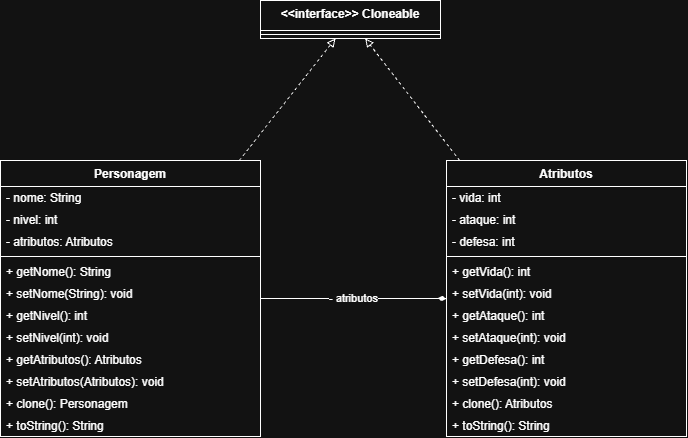 <<interface>> Cloneable
Personagem
- nome: String
- nivel: int
- atributos: Atributos
+ getNome(): String
+ setNome(String): void
+ getNivel(): int
+ setNivel(int): void
+ getAtributos(): Atributos
+ setAtributos(Atributos): void
+ clone(): Personagem
+ toString(): String
- atributos
Atributos
- vida: int
- ataque: int
- defesa: int
+ getVida(): int
+ setVida(int): void
+ getAtaque(): int
+ setAtaque(int): void
+ getDefesa(): int
+ setDefesa(int): void
+ clone(): Atributos
+ toString(): String